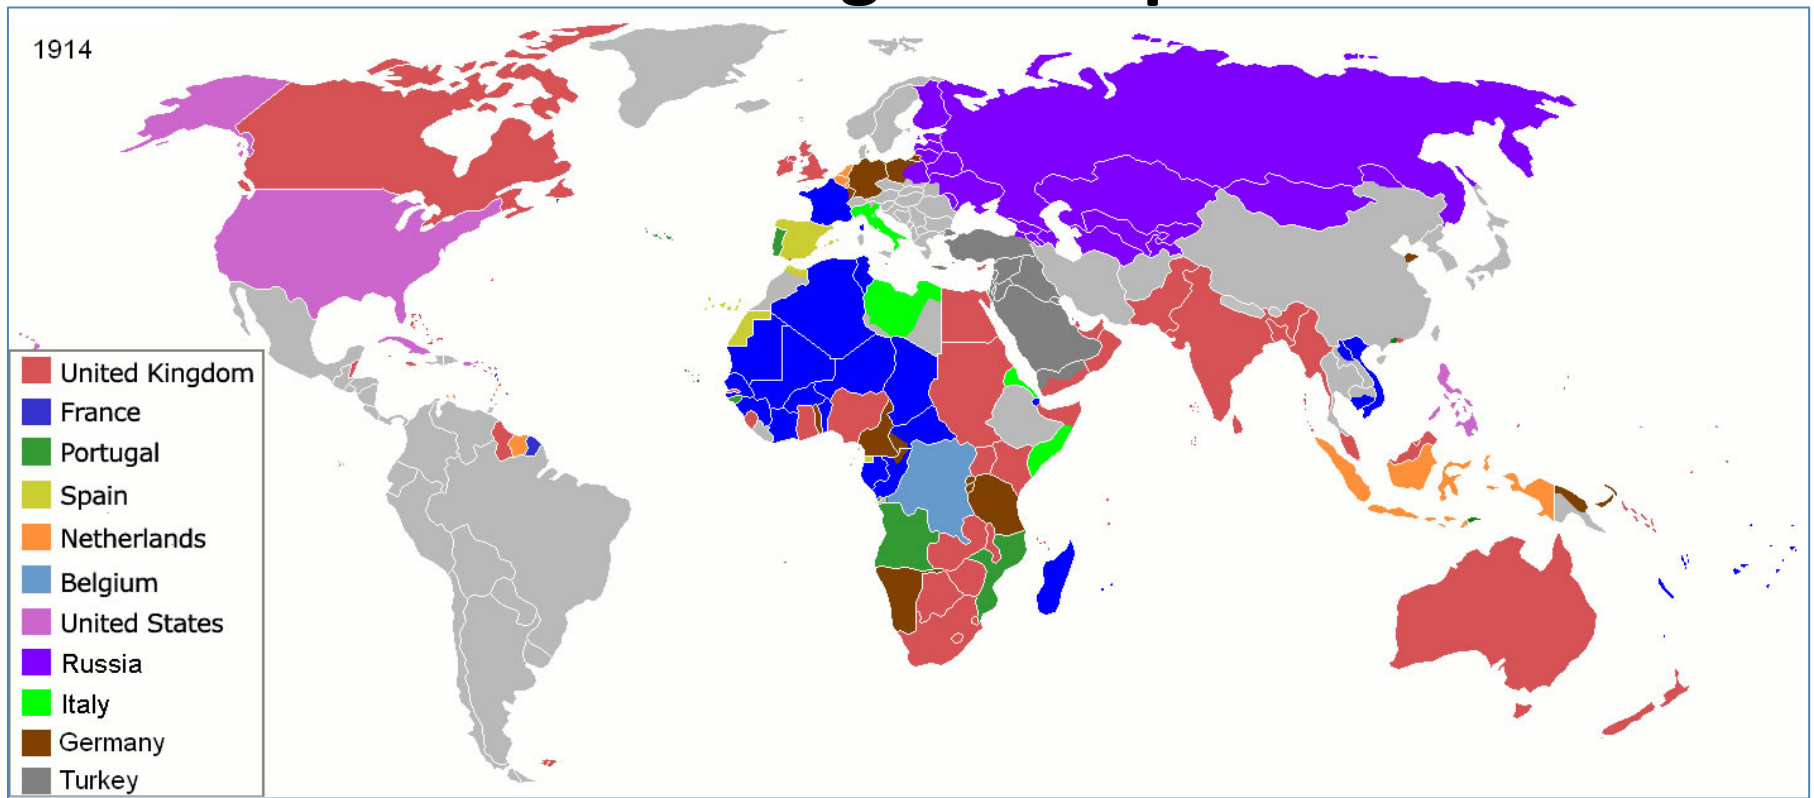 1914
United Kingdom
France
Portugal
Spain
Netherlands
Belgium
United States
Russia
Italy
Germany
Turkey